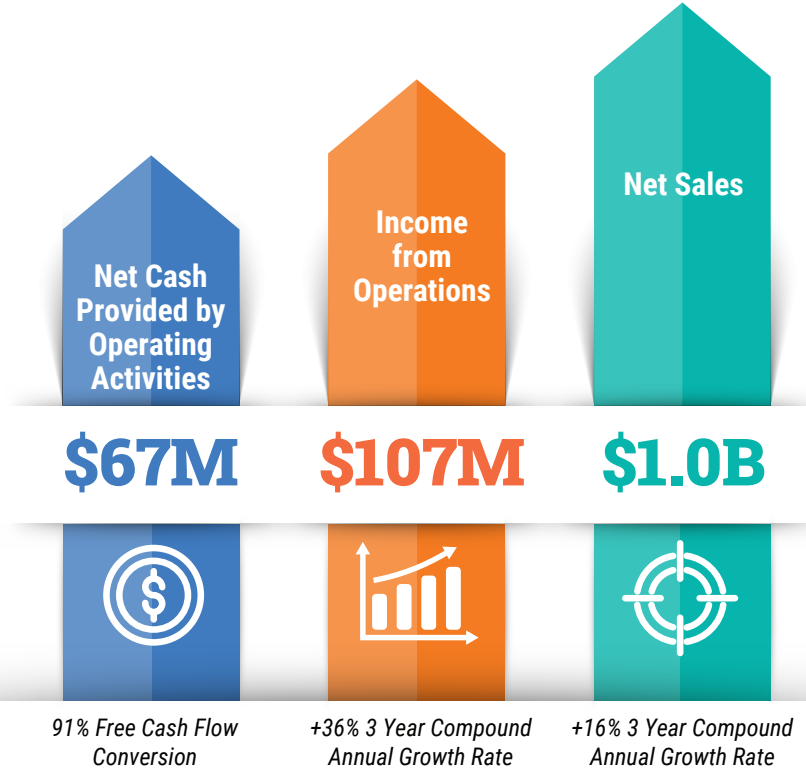 Net Cash
Provided by
Operating
Activities
$67M
91% Free Cash Flow
Conversion
Income
from
Operations
$107M
+36% 3 Year Compound
Annual Growth Rate
Net Sales
$1.0B
+16% 3 Year Compound
Annual Growth Rate